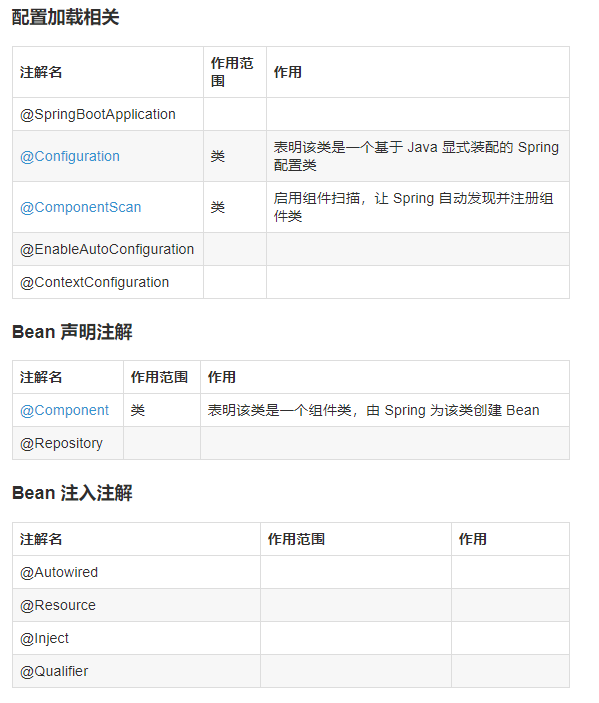 配置加载相关
注解名 作用范围 作用
@SpringBootApplication
@Configuration 类 表明该类是一个基于 Java 显式装配的 Spring 配置类
@ComponentScan 类 启用组件扫描，让 Spring 自动发现并注册组件类
@EnableAutoConfiguration
@ContextConfiguration
Bean 声明注解
注解名 作用范围 作用
@Component 类 表明该类是一个组件类，由 Spring 为该类创建 Bean
@Repository
Bean 注入注解
注解名 作用范围 作用
@Autowired
@Resource
@Inject
@Qualifier